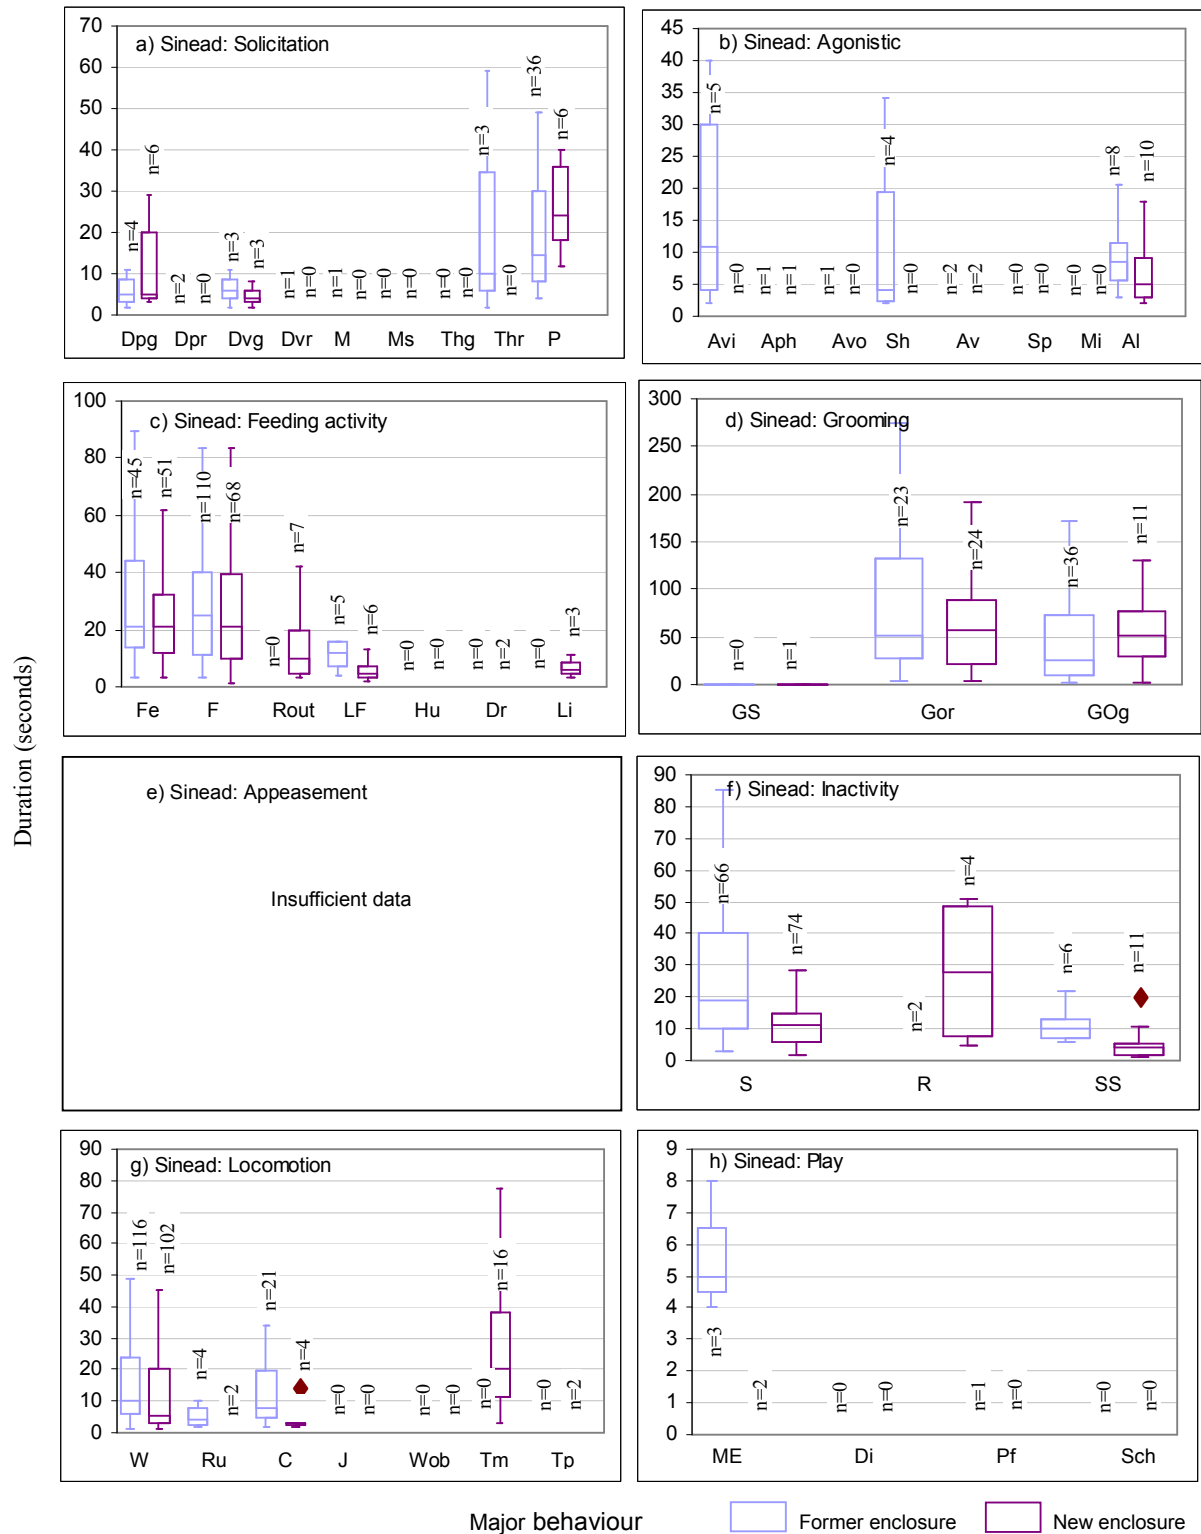 a) Sinead: Solicitation
70
60
50
40
30
20
10
0
n=4
n=6
n=2
n=0
n=3
n=3
n=1
n=0
n=1
n=0
n=0
n=0
n=0
n=0
n=3
n=0
n=36
n=6
Dpg Dpr Dvg Dvr M Ms Thg Thr P
b) Sinead: Agonistic
45
40
35
30
25
20
15
10
5
0
n=5
n=0
n=1
n=1
n=1
n=0
n=4
n=0
n=2
n=2
n=0
n=0
n=0
n=0
n=8
n=10
Avi Aph Avo Sh Av Sp Mi Al
c) Sinead: Feeding activity
100
80
60
40
20
0
n=45
n=51
n=110
n=68
n=0
n=7
n=5
n=6
n=0
n=0
n=0
n=2
n=0
n=3
Fe F Rout LF Hu Dr Li
d) Sinead: Grooming
300
250
200
150
100
50
0
n=0
n=1
n=23
n=24
n=36
n=11
GS Gor GOg
Duration (seconds)
e) Sinead: Appeasement
Insufficient data
f) Sinead: Inactivity
90
80
70
60
50
40
30
20
10
0
n=66
n=74
n=2
n=4
n=6
n=11
S R SS
g) Sinead: Locomotion
90
80
70
60
50
40
30
20
10
0
n=116
n=102
n=4
n=2
n=21
n=4
n=0
n=0
n=0
n=0
n=0
n=16
n=0
n=2
W Ru C J Wob Tm Tp
h) Sinead: Play
9
8
7
6
5
4
3
2
1
0
n=3
n=2
n=0
n=0
n=1
n=0
n=0
n=0
ME Di Pf Sch
Major behaviour
Former enclosure
New enclosure